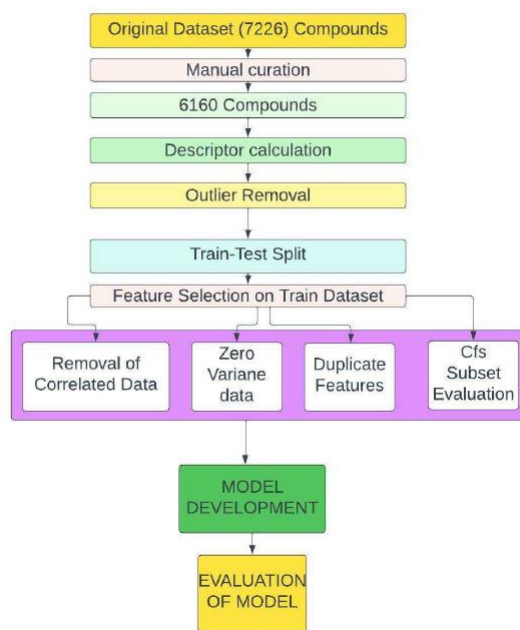 Original Dataset (7226) Compounds
Manual curation
6160 Compounds
Descriptor calculation
Outlier Removal
Train-Test Split
Feature Selection on Train Dataset
Removal of
Correlated Data
Zero
Variane
data
Duplicate
Features
Cfs
Subset
Evaluation
MODEL
DEVELOPMENT
EVALUATION
OF MODEL